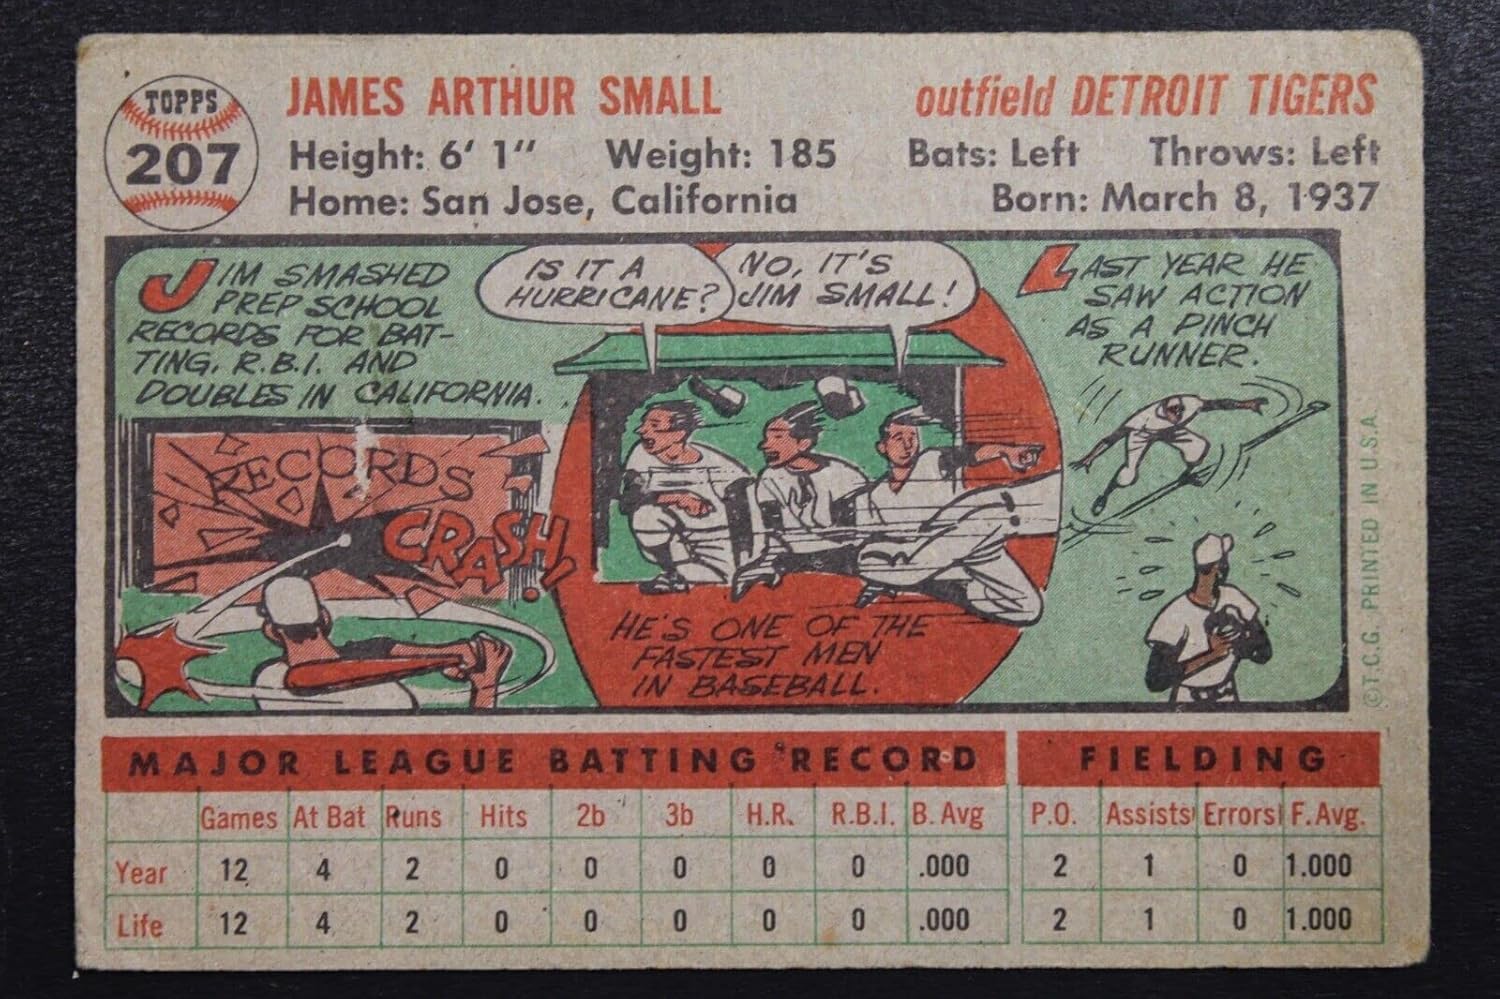 TOPPS
207
JAMES ARTHUR SMALL
outfield DETROIT TIGERS
Height: 6' 1" Weight: 185 Bats: Left Throws: Left
Home: San Jose, California Born: March 8, 1937
JIM SMASHED
PREP SCHOOL
RECORDS FOR BAT-
TING, R.B.I. AND
DOUBLES IN CALIFORNIA.
RECORDS
CRASH!
IS IT A
HURRICANE?
NO, IT'S
JIM SMALL!
HE'S ONE OF THE
FASTEST MEN
IN BASEBALL.
LAST YEAR HE
SAW ACTION
AS A PINCH
RUNNER.
©T.C.G. PRINTED IN U.S.A.
MAJOR LEAGUE BATTING RECORD FIELDING
Games At Bat Runs Hits 2b 3b H.R. R.B.I. B. Avg P.O. Assists Errors F. Avg.
Year 12 4 2 0 0 0 0 0 .000 2 1 0 1.000
Life 12 4 2 0 0 0 0 0 .000 2 1 0 1.000